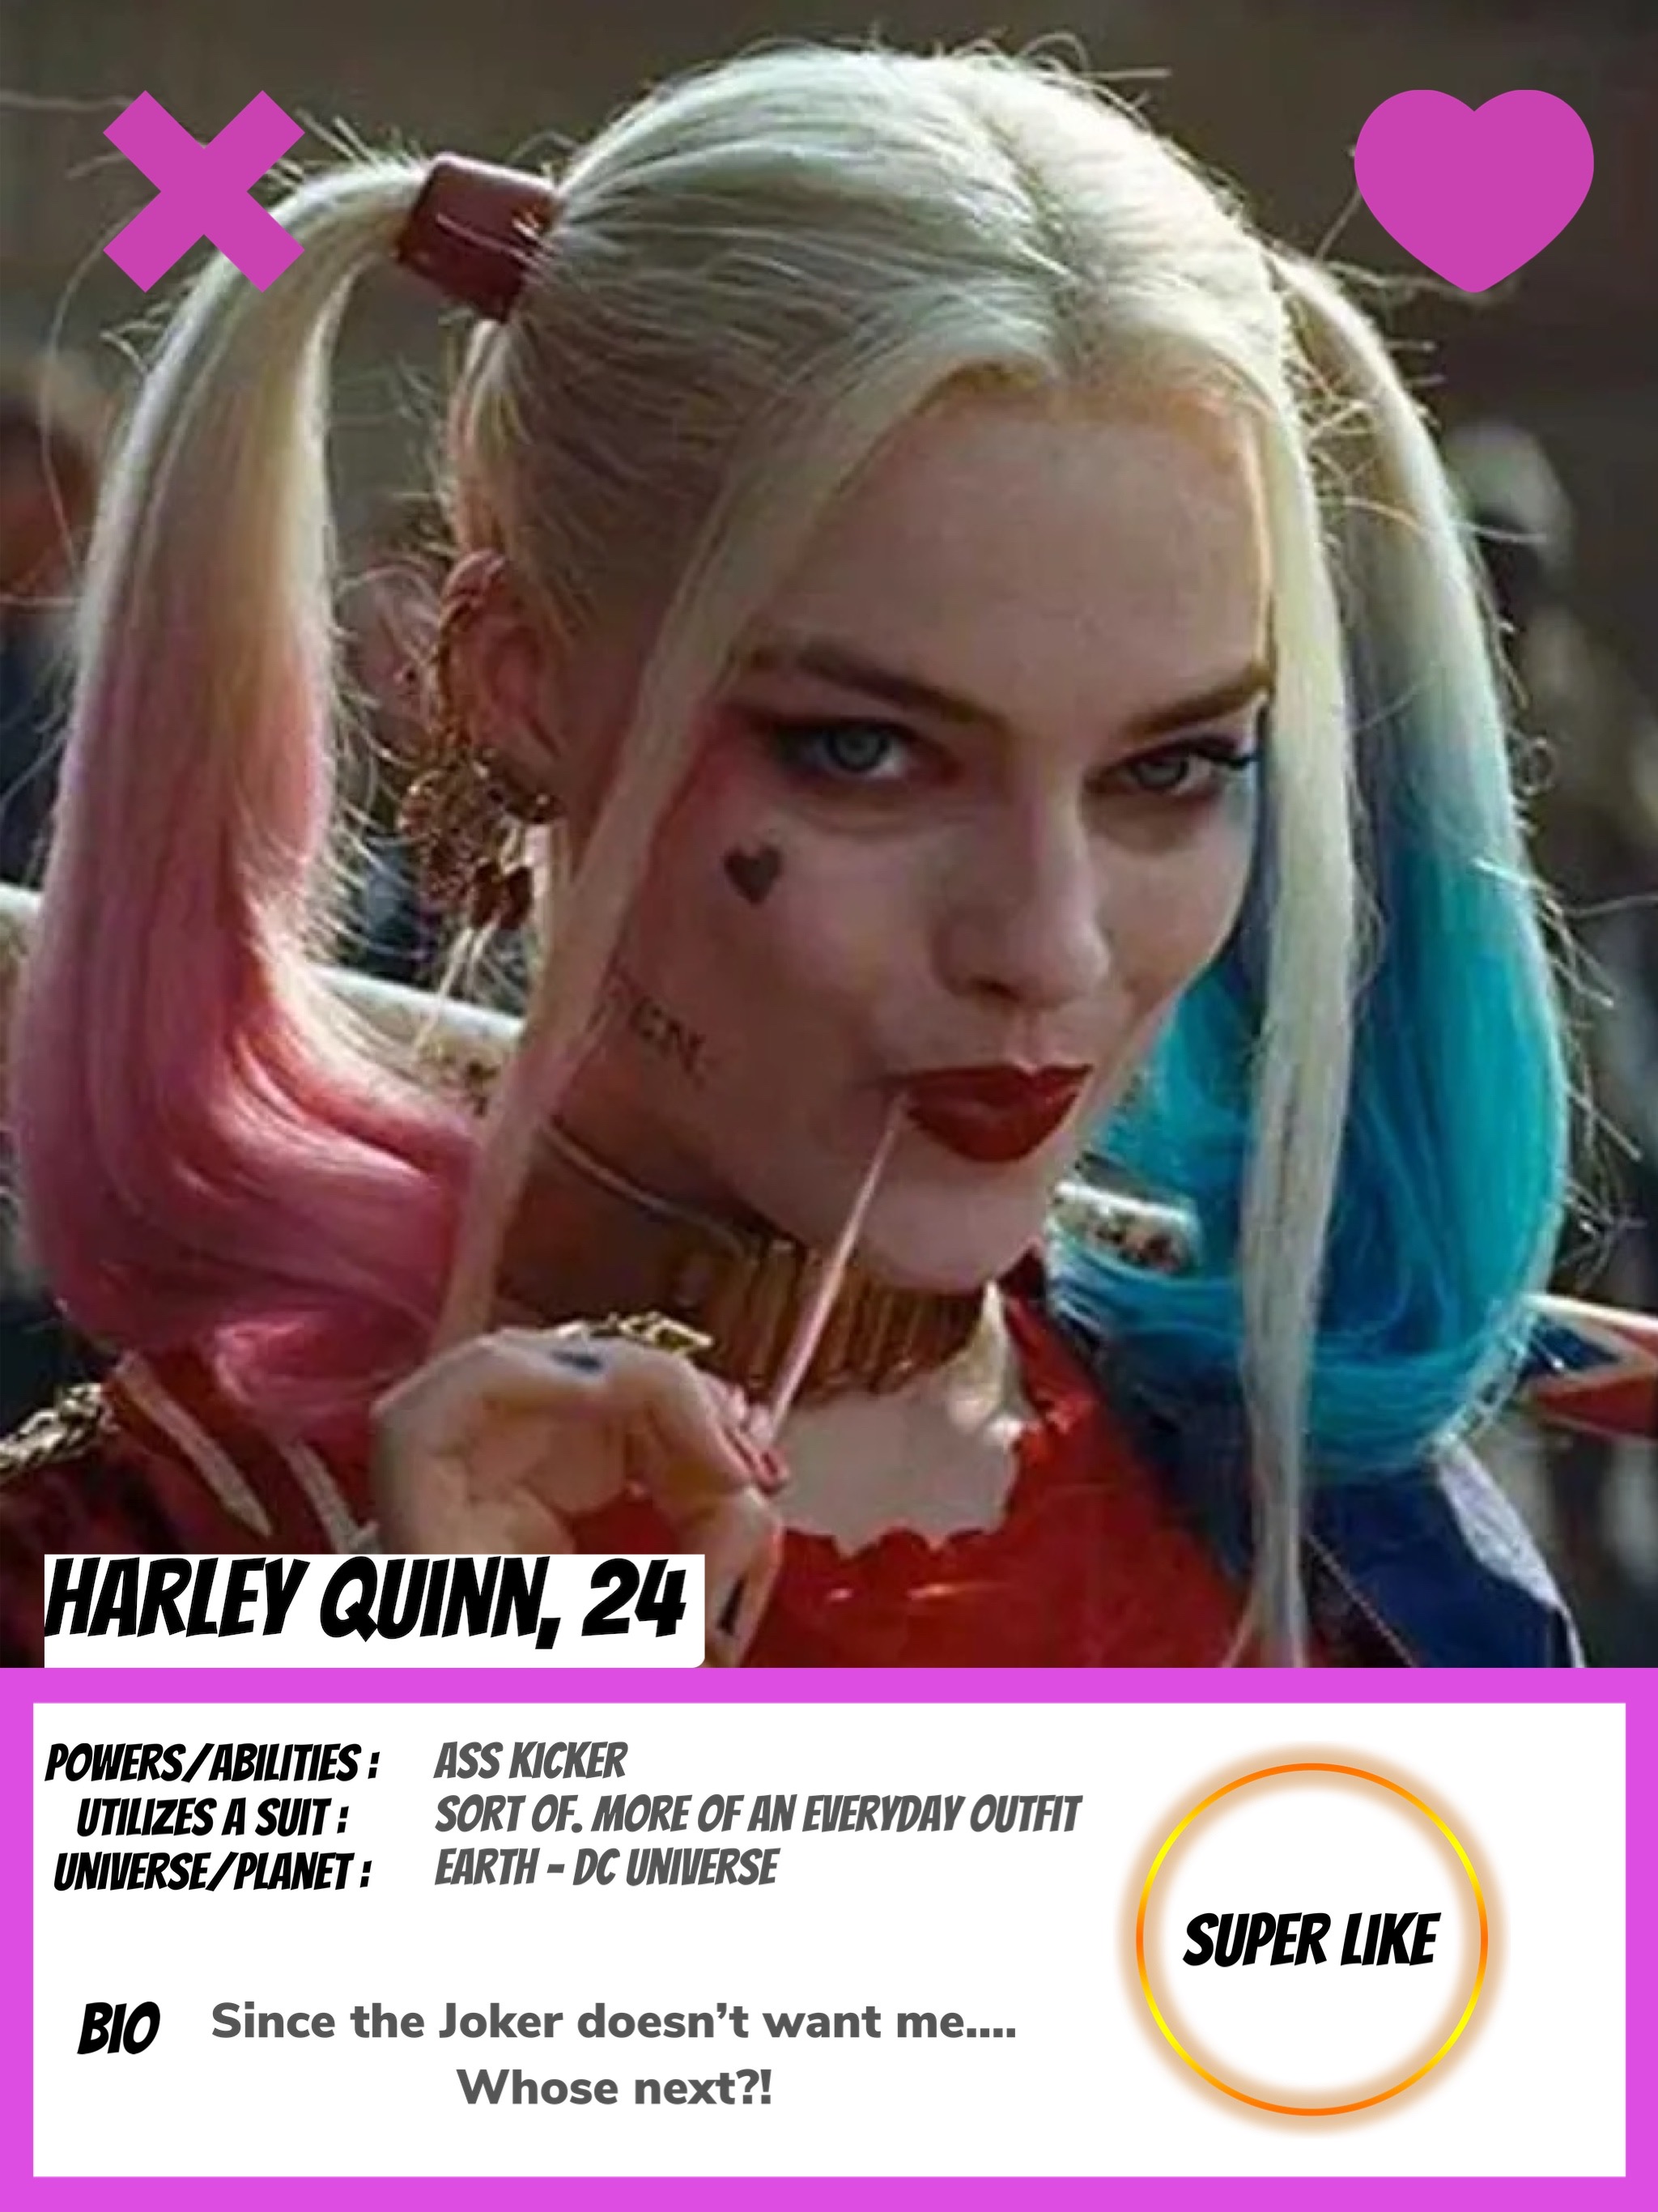 HARLEY QUINN, 24
POWERS/ABILITIES : ASS KICKER
UTILIZES A SUIT : SORT OF. MORE OF AN EVERYDAY OUTFIT
UNIVERSE/PLANET : EARTH - DC UNIVERSE
SUPER LIKE
BIO Since the Joker doesn’t want me....
Whose next?!